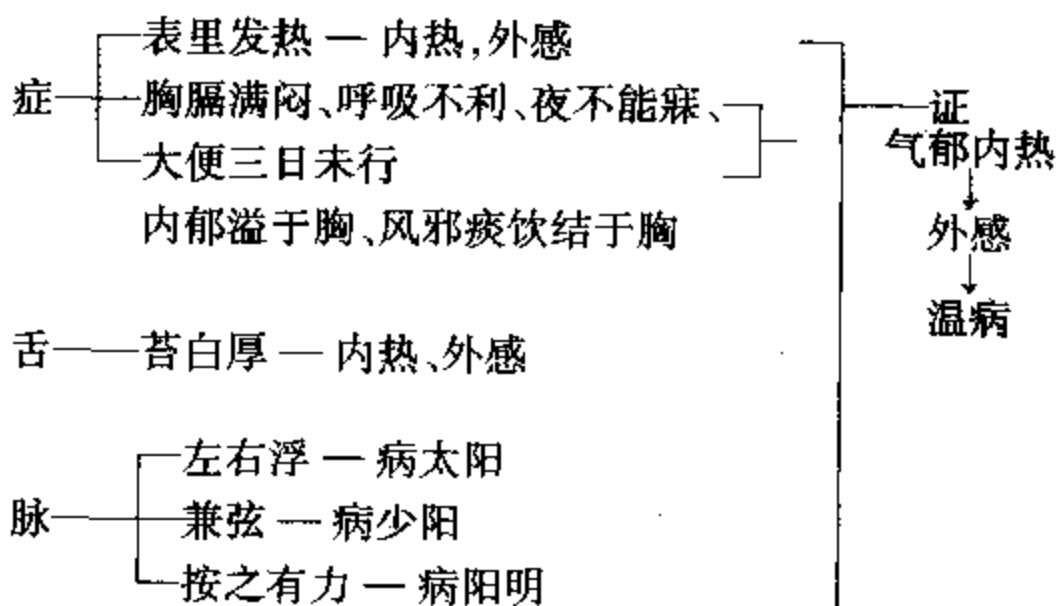 表里发热 — 内热,外感
症
胸膈满闷、呼吸不利、夜不能寐、
大便三日未行
内郁溢于胸、风邪痰饮结于胸
证
气郁内热
外感
温病
舌 — 苔白厚 — 内热、外感
左右浮 — 病太阳
脉
兼弦 — 病少阳
按之有力 — 病阳明